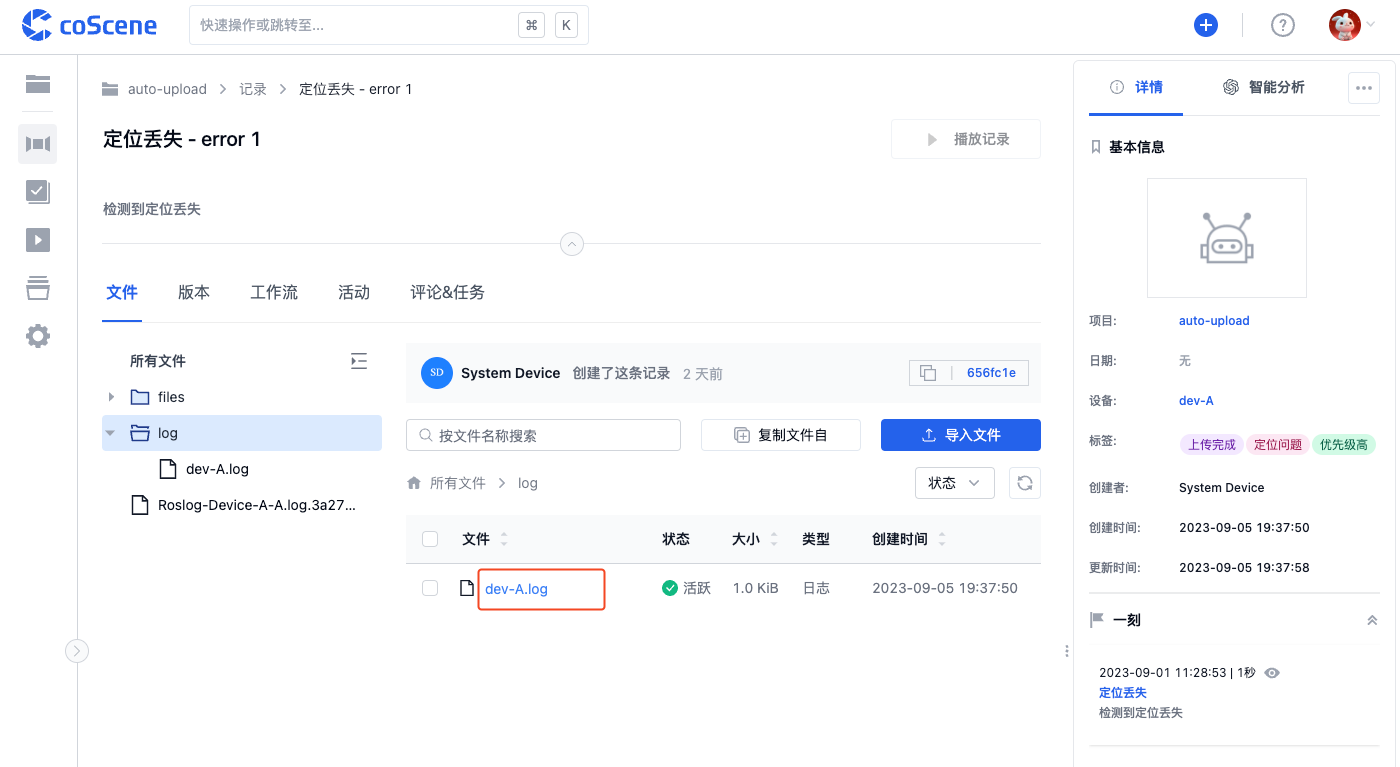 coScene
快速操作或跳转至...
⌘ K
auto-upload > 记录 > 定位丢失 - error 1
定位丢失 - error 1
播放记录
检测到定位丢失
文件 版本 工作流 活动 评论&任务
所有文件
files
log
dev-A.log
Roslog-Device-A-A.log.3a27...
SD System Device 创建了这条记录 2 天前
656fc1e
按文件名称搜索
复制文件自
导入文件
所有文件 > log
状态
文件 状态 大小 类型 创建时间
dev-A.log 活跃 1.0 KiB 日志 2023-09-05 19:37:50
详情 智能分析
基本信息
项目: auto-upload
日期: 无
设备: dev-A
标签: 上传完成 定位问题 优先级高
创建者: System Device
创建时间: 2023-09-05 19:37:50
更新时间: 2023-09-05 19:37:58
一刻
2023-09-01 11:28:53 | 1秒
定位丢失
检测到定位丢失